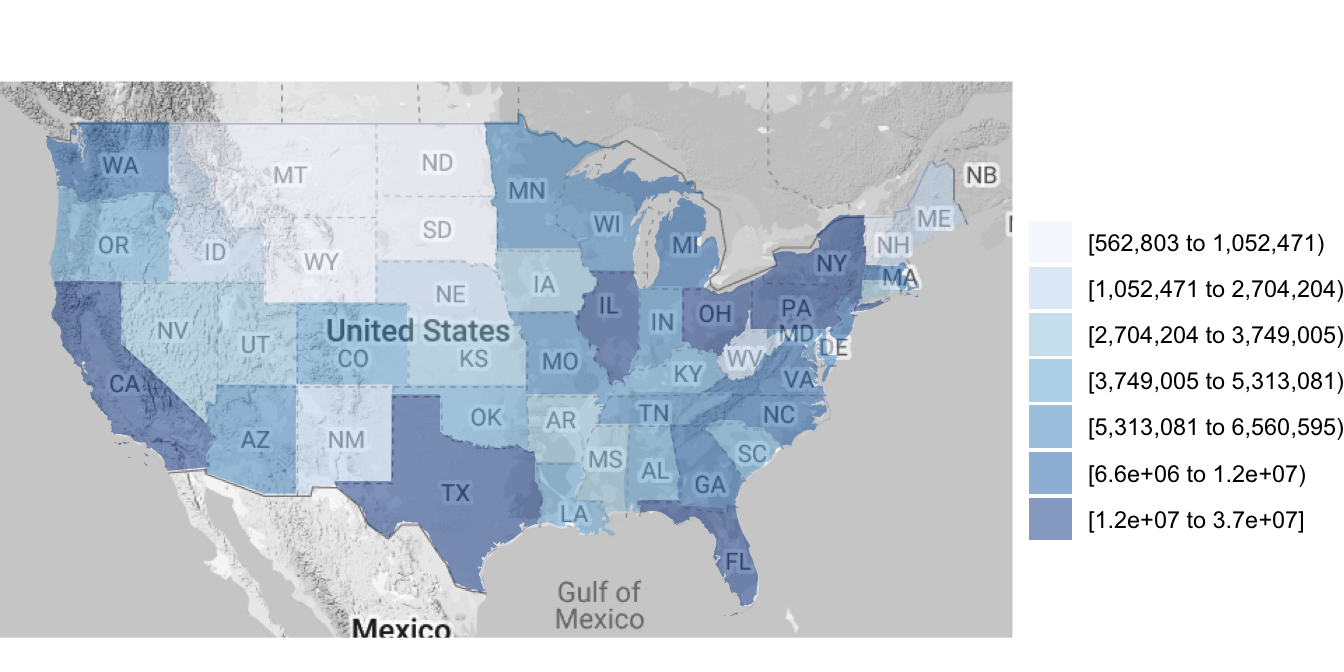 WA
MT
ND
NB
MN
ME
OR
ID
SD
WI
MI
NH
WY
NY
MA
NE
IA
NV
UT
United States
CO
KS
IL
IN
OH
PA
MD
DE
CA
MO
WV
KY
VA
AZ
NM
OK
AR
TN
NC
MS
AL
SC
TX
GA
LA
FL
Gulf of
Mexico
Mexico
[562,803 to 1,052,471)
[1,052,471 to 2,704,204)
[2,704,204 to 3,749,005)
[3,749,005 to 5,313,081)
[5,313,081 to 6,560,595)
[6.6e+06 to 1.2e+07)
[1.2e+07 to 3.7e+07]